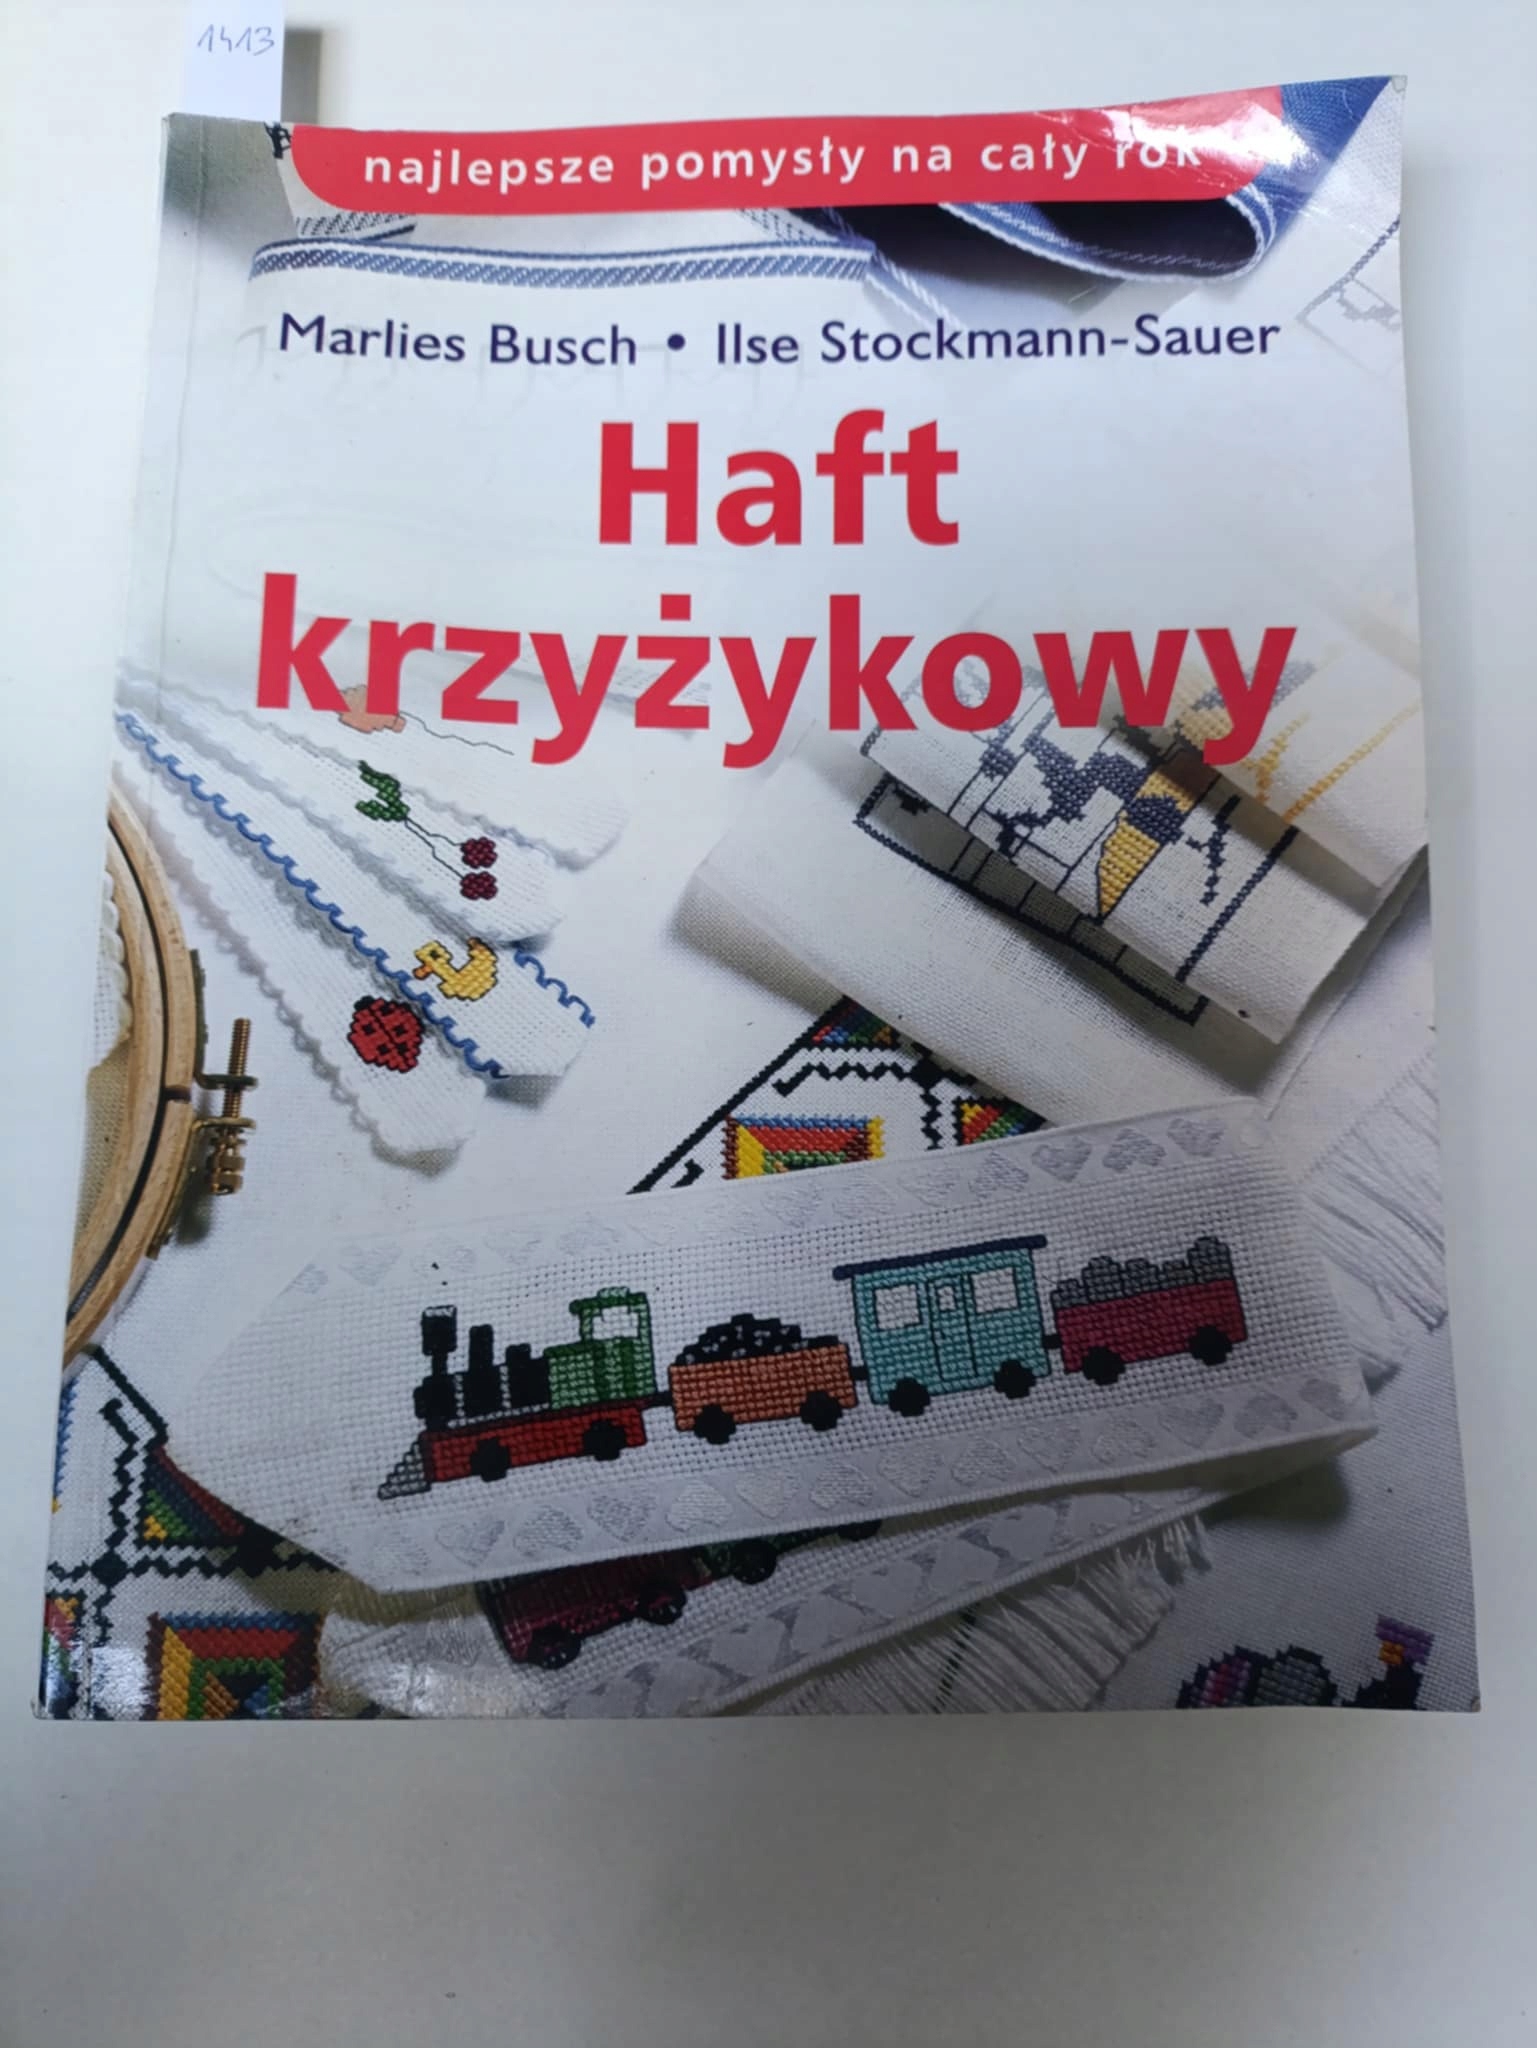 1413
najlepsze pomysły na cały rok
Marlies Busch • Ilse Stockmann-Sauer
Haft
krzyżykowy